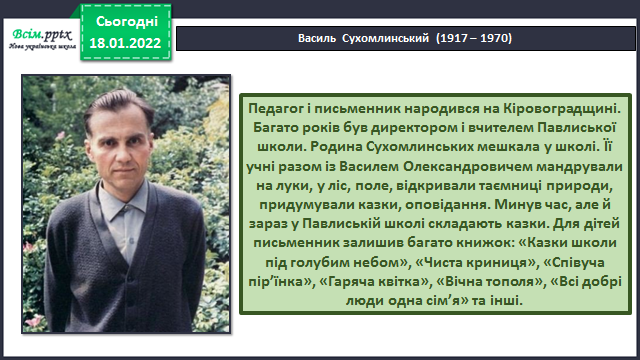 Всім.pptx
Нова українська школа
Сьогодні
18.01.2022
Василь Сухомлинський (1917 – 1970)
Педагог і письменник народився на Кіровоградщині.
Багато років був директором і вчителем Павлиської
школи. Родина Сухомлинських мешкала у школі. Її
учні разом із Василем Олександровичем мандрували
на луки, у ліс, поле, відкривали таємниці природи,
придумували казки, оповідання. Минув час, але й
зараз у Павлиській школі складають казки. Для дітей
письменник залишив багато книжок: «Казки школи
під голубим небом», «Чиста криниця», «Співуча
пір’їнка», «Гаряча квітка», «Вічна тополя», «Всі добрі
люди одна сім’я» та інші.